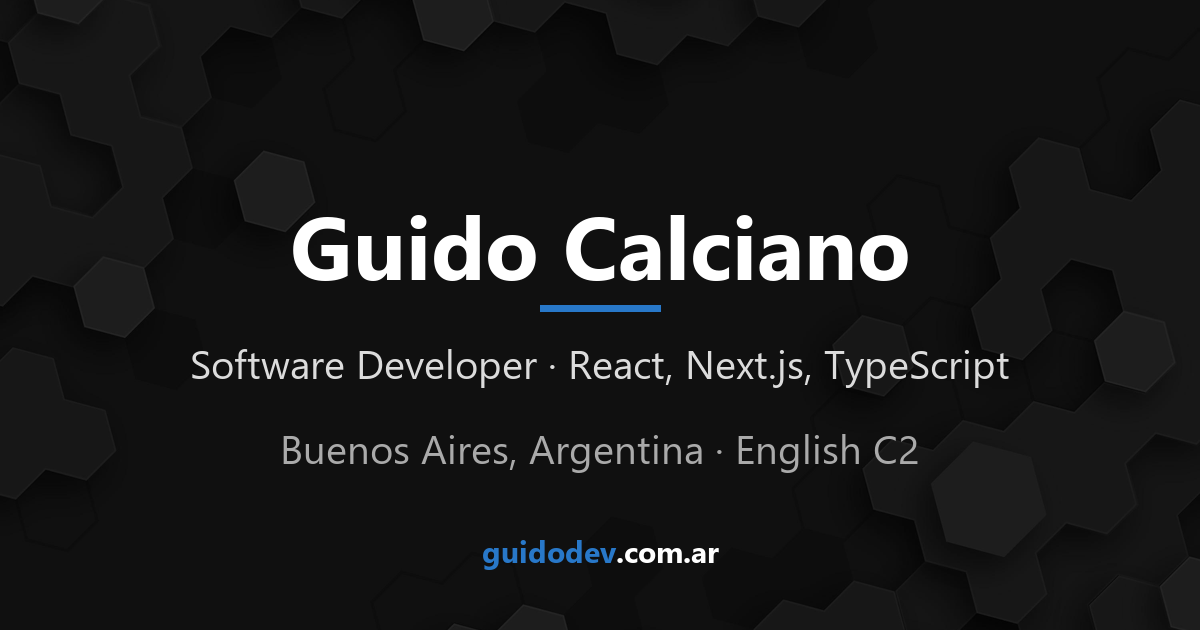 Guido Calciano
Software Developer · React, Next.js, TypeScript
Buenos Aires, Argentina · English C2
guidodev.com.ar